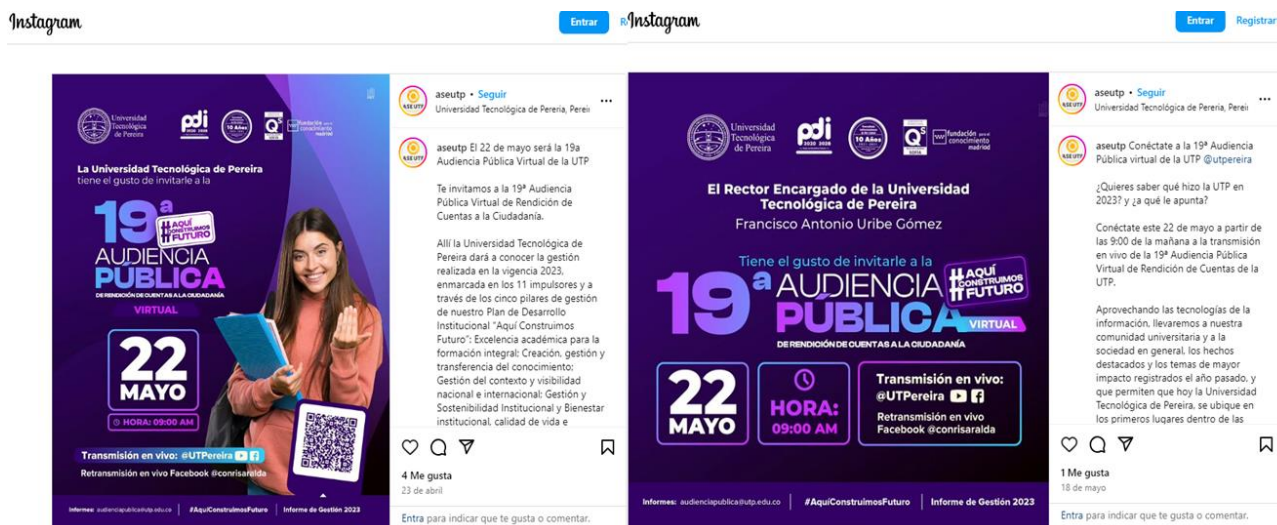 Instagram
Entrar
Universidad
Tecnológica
de Pereira
pdi
2020 2028
10 Años
QS
fundación para el
conocimiento
madrid
La Universidad Tecnológica de Pereira
tiene el gusto de invitarle a la
19ª
#AQUÍ
CONSTRUIMOS
FUTURO
AUDIENCIA
PÚBLICA
DE RENDICIÓN DE CUENTAS A LA CIUDADANÍA
VIRTUAL
22
MAYO
HORA: 09:00 AM
Transmisión en vivo: @UTPereira
Retransmisión en vivo Facebook @conrisaralda
Informes: audienciapublica@utp.edu.co | #AquíConstruimosFuturo | Informe de Gestión 2023
aseutp • Seguir
Universidad Tecnológica de Pereria, Perei
ASEUTP
aseutp El 22 de mayo será la 19a
Audiencia Pública Virtual de la UTP
Te invitamos a la 19ª Audiencia
Pública Virtual de Rendición de
Cuentas a la Ciudadanía.
Allí la Universidad Tecnológica de
Pereira dará a conocer la gestión
realizada en la vigencia 2023,
enmarcada en los 11 impulsores y a
través de los cinco pilares de gestión
de nuestro Plan de Desarrollo
Institucional "Aquí Construimos
Futuro": Excelencia académica para la
formación integral; Creación, gestión y
transferencia del conocimiento;
Gestión del contexto y visibilidad
nacional e internacional; Gestión y
Sostenibilidad Institucional y Bienestar
institucional, calidad de vida e
4 Me gusta
23 de abril
Entra para indicar que te gusta o comentar.
Instagram
Entrar
Registrar
Universidad
Tecnológica
de Pereira
pdi
2020 2028
10 Años
QS
fundación para el
conocimiento
madrid
El Rector Encargado de la Universidad
Tecnológica de Pereira
Francisco Antonio Uribe Gómez
Tiene el gusto de invitarle a la
19ª AUDIENCIA
#AQUÍ
CONSTRUIMOS
FUTURO
PÚBLICA
VIRTUAL
DE RENDICIÓN DE CUENTAS A LA CIUDADANÍA
22
MAYO
HORA:
09:00 AM
Transmisión en vivo:
@UTPereira
Retransmisión en vivo
Facebook @conrisaralda
Informes: audienciapublica@utp.edu.co | #AquíConstruimosFuturo | Informe de Gestión 2023
aseutp • Seguir
Universidad Tecnológica de Pereria, Perei
ASEUTP
aseutp Conéctate a la 19ª Audiencia
Pública virtual de la UTP @utpereira
¿Quieres saber qué hizo la UTP en
2023? y ¿a qué le apunta?
Conéctate este 22 de mayo a partir de
las 9:00 de la mañana a la transmisión
en vivo de la 19ª Audiencia Pública
Virtual de Rendición de Cuentas de la
UTP.
Aprovechando las tecnologías de la
información, llevaremos a nuestra
comunidad universitaria y a la
sociedad en general, los hechos
destacados y los temas de mayor
impacto registrados el año pasado, y
que permiten que hoy la Universidad
Tecnológica de Pereira, se ubique en
los primeros lugares dentro de las
1 Me gusta
18 de mayo
Entra para indicar que te gusta o comentar.